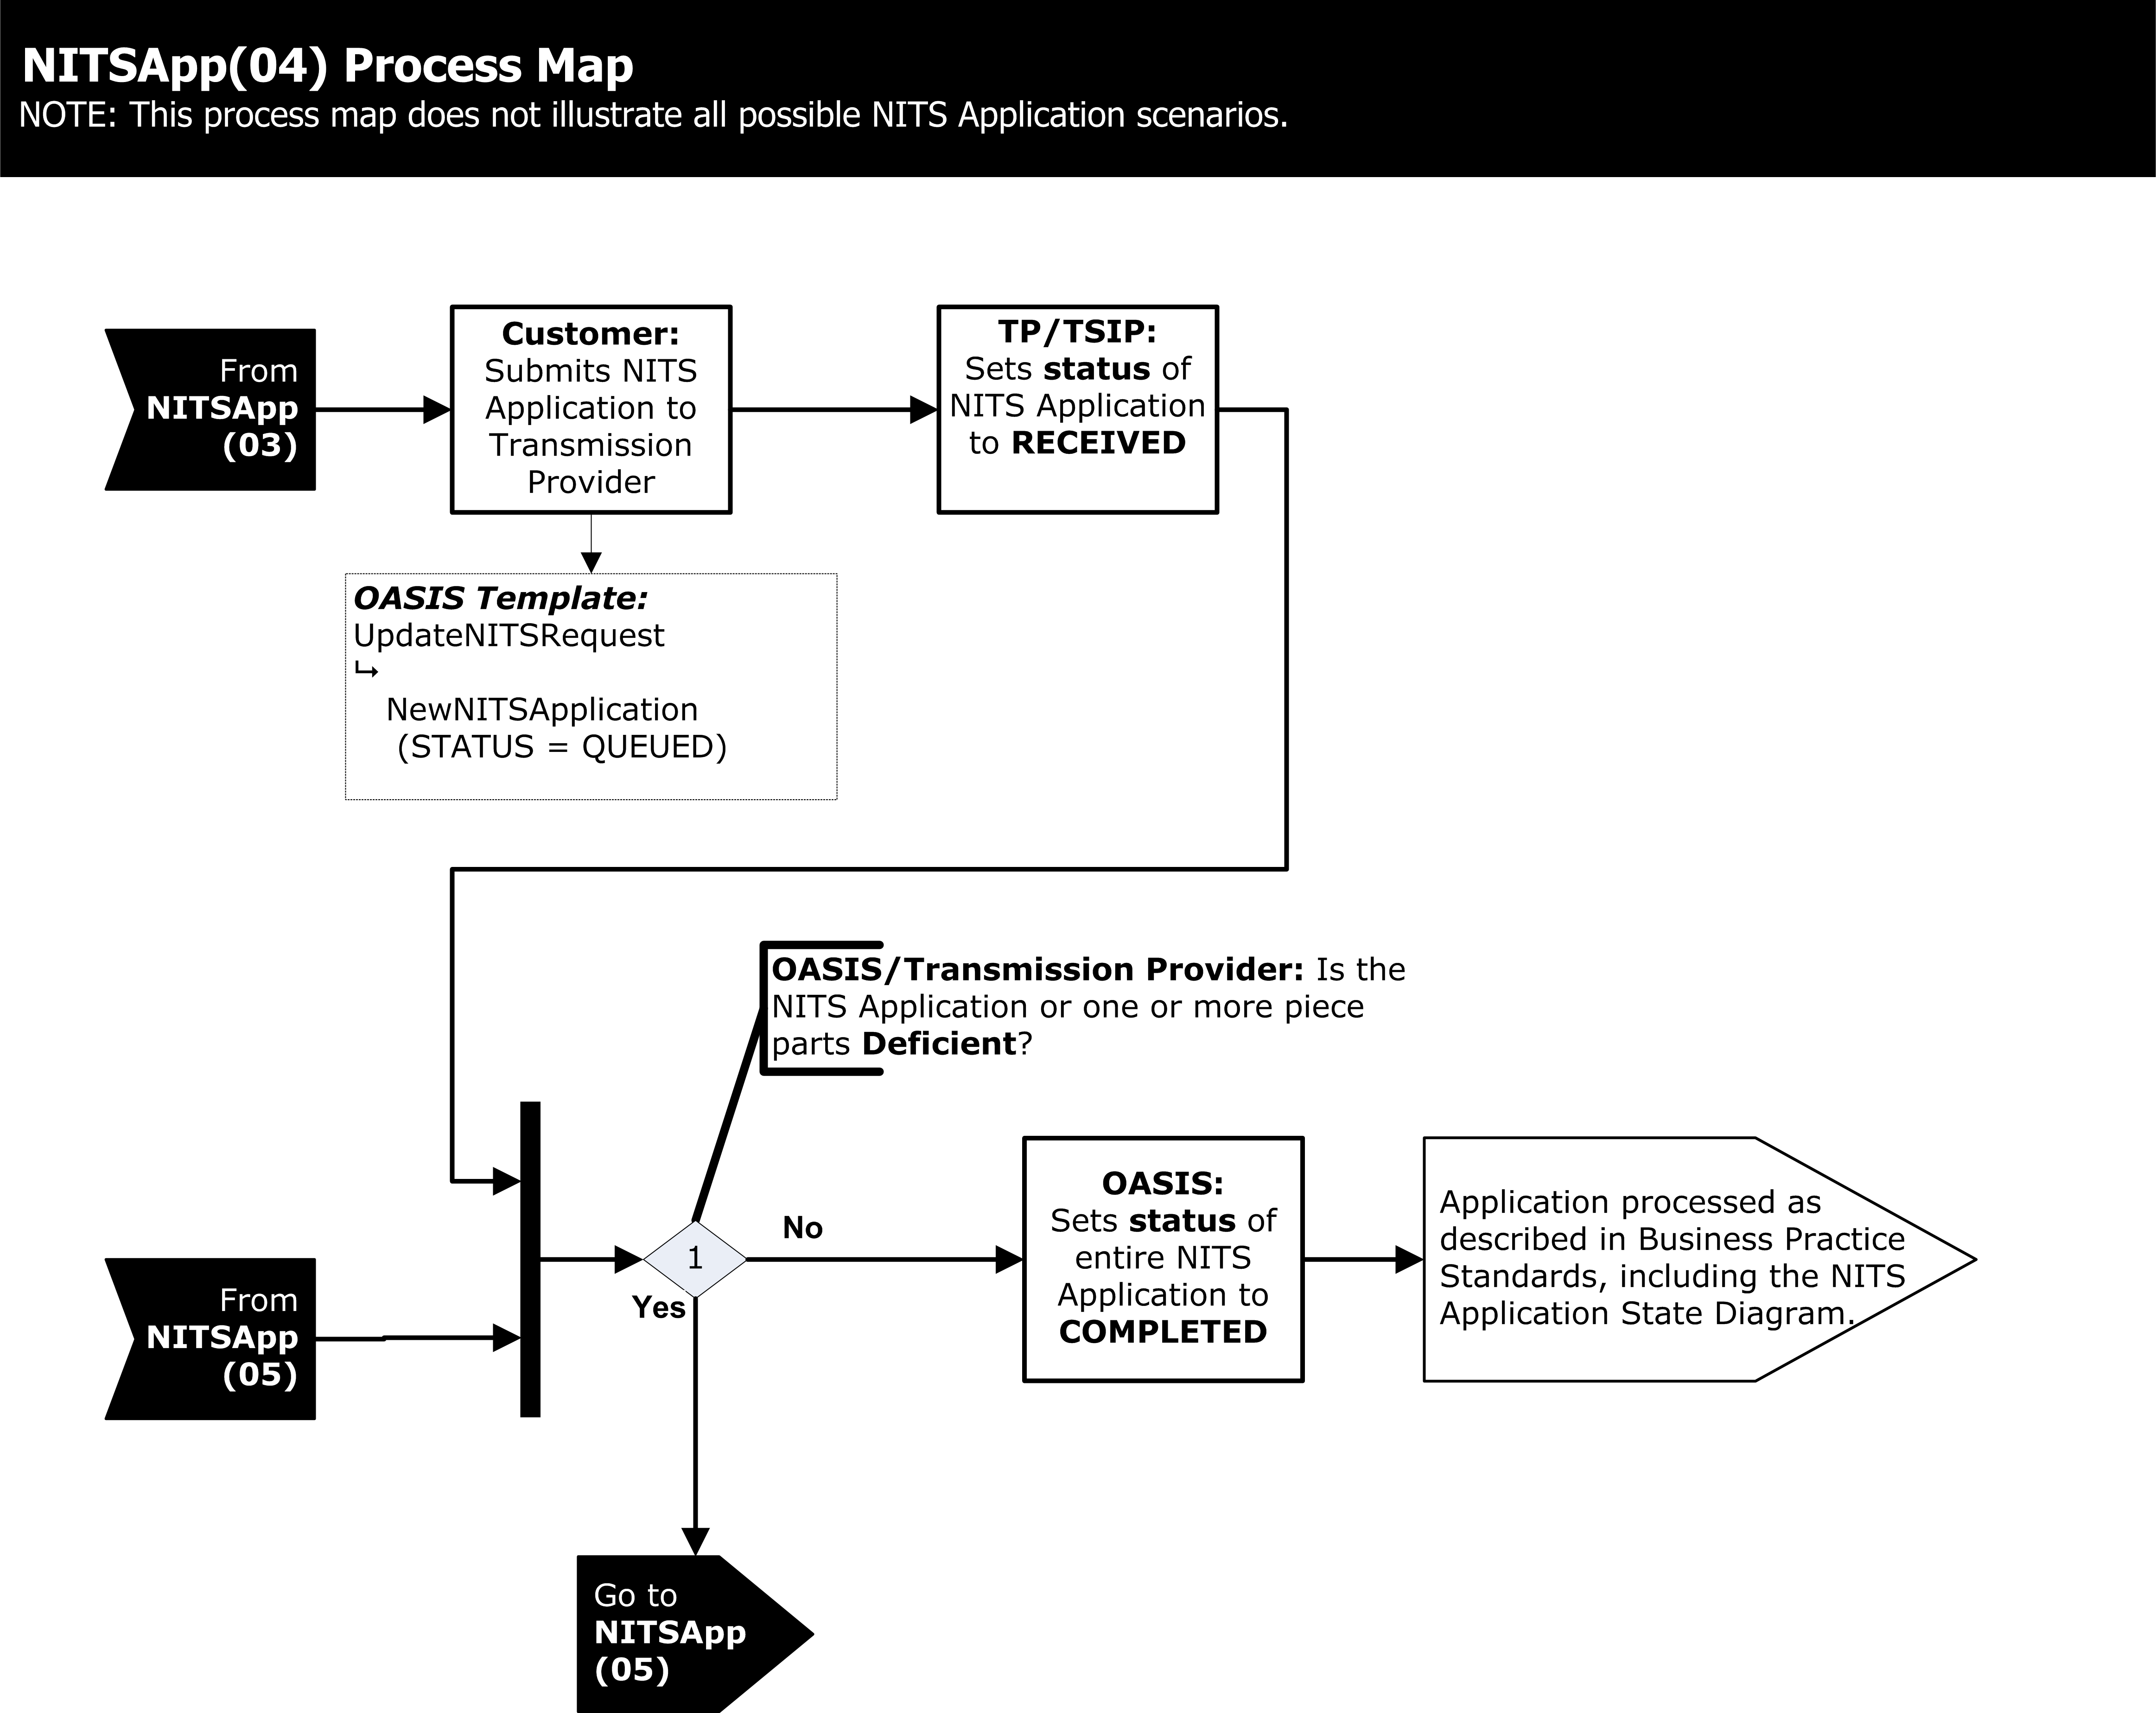 NITSApp(04) Process Map
NOTE: This process map does not illustrate all possible NITS Application scenarios.
From
NITSApp
(03)
Customer:
Submits NITS
Application to
Transmission
Provider
TP/TSIP:
Sets status of
NITS Application
to RECEIVED
OASIS Template:
UpdateNITSRequest
↳
NewNITSApplication
(STATUS = QUEUED)
OASIS/Transmission Provider: Is the
NITS Application or one or more piece
parts Deficient?
From
NITSApp
(05)
1
No
Yes
OASIS:
Sets status of
entire NITS
Application to
COMPLETED
Application processed as
described in Business Practice
Standards, including the NITS
Application State Diagram.
Go to
NITSApp
(05)